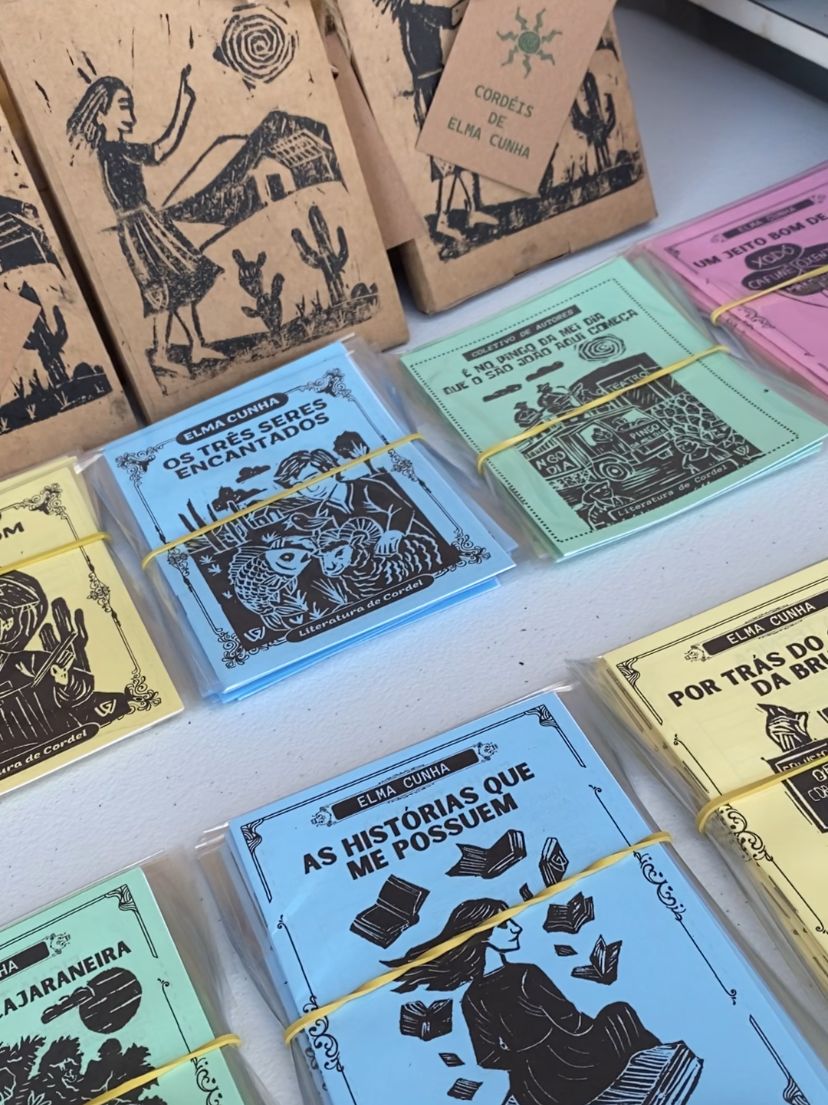 CORDÉIS
DE
ELMA CUNHA
ELMA CUNHA
UM JEITO BOM DE
COLETIVO DE AUTORES
É NO PINGO DA MEI DIA
QUE O SÃO JOÃO AQUI COMEÇA
TEATRO
PINGO
Literatura de Cordel
ELMA CUNHA
OS TRÊS SERES
ENCANTADOS
Literatura de Cordel
de Cordel
ELMA CUNHA
POR TRÁS DO
DA
ELMA CUNHA
AS HISTÓRIAS QUE
ME POSSUEM